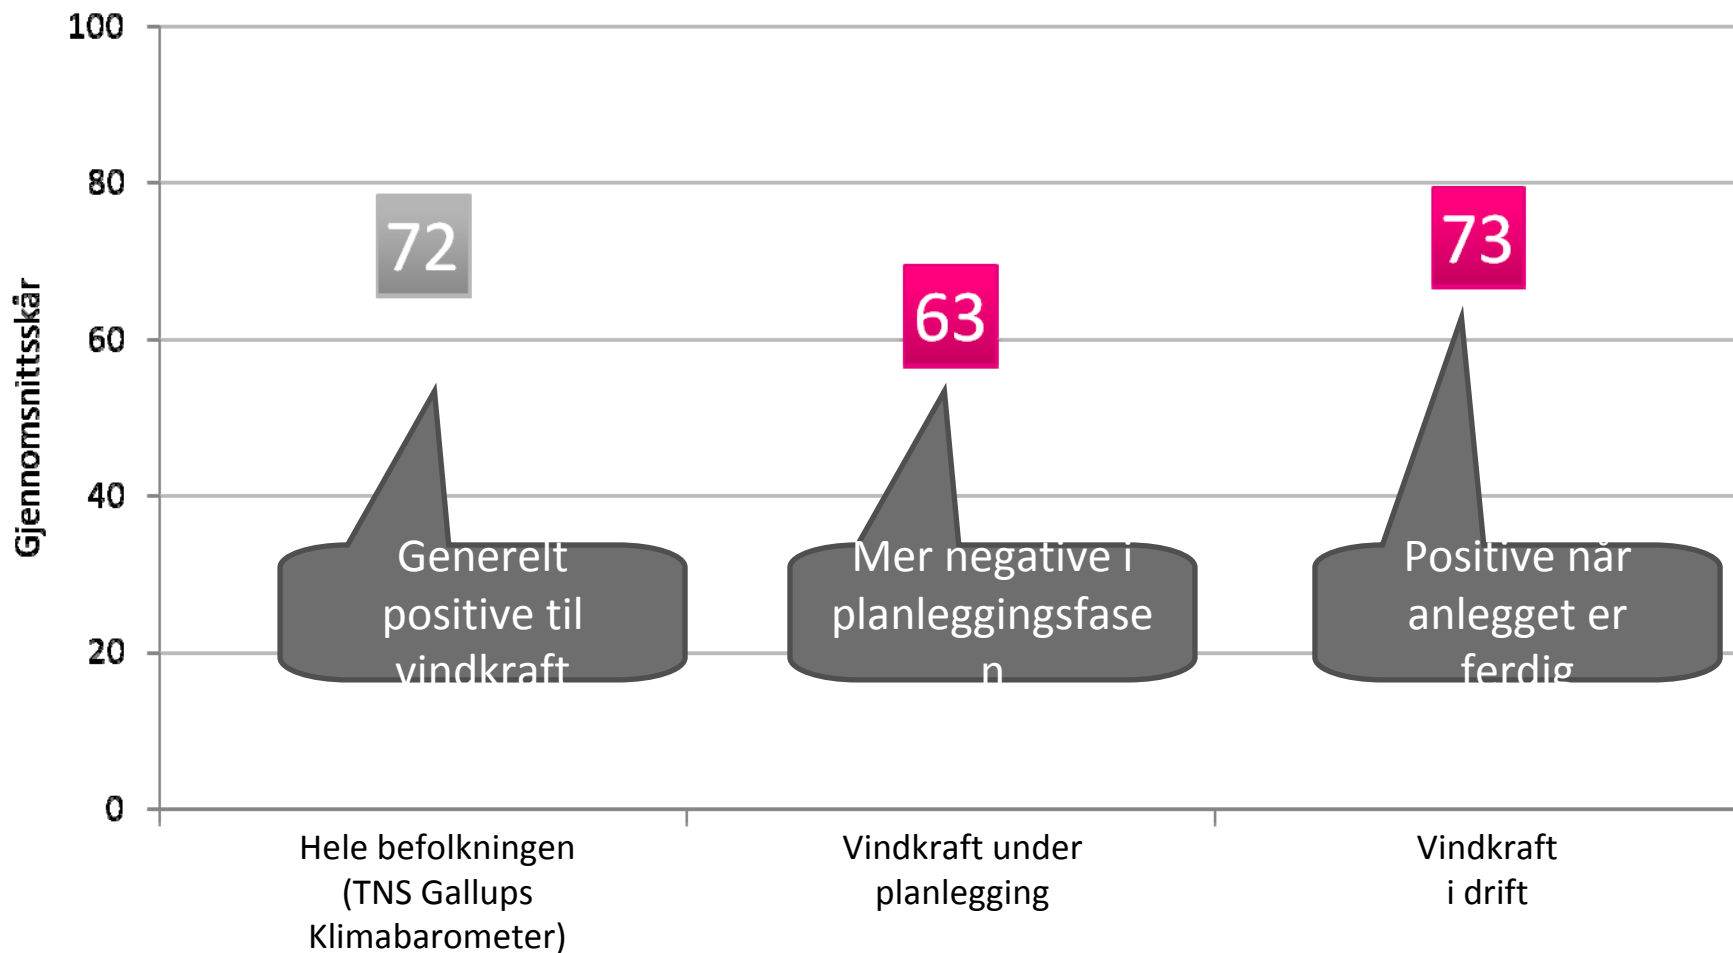 100
80
60
40
20
0
Gjennomsnittsskår
72
63
73
Generelt
positive til
vindkraft
Mer negative i
planleggingsfase
n
Positive når
anlegget er
ferdig
Hele befolkningen
(TNS Gallups
Klimabarometer)
Vindkraft under
planlegging
Vindkraft
i drift